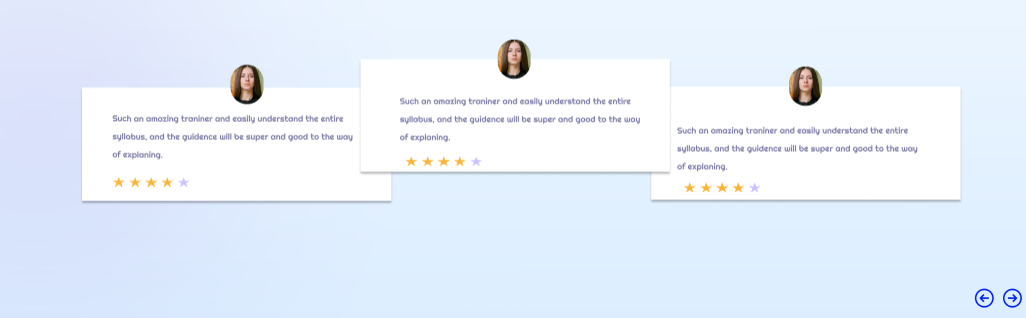 Such an amazing traniner and easily understand the entire
syllabus, and the guidence will be super and good to the way
of explaning.
Such an amazing traniner and easily understand the entire
syllabus, and the guidence will be super and good to the way
of explaning.
Such an amazing traniner and easily understand the entire
syllabus, and the guidence will be super and good to the way
of explaning.